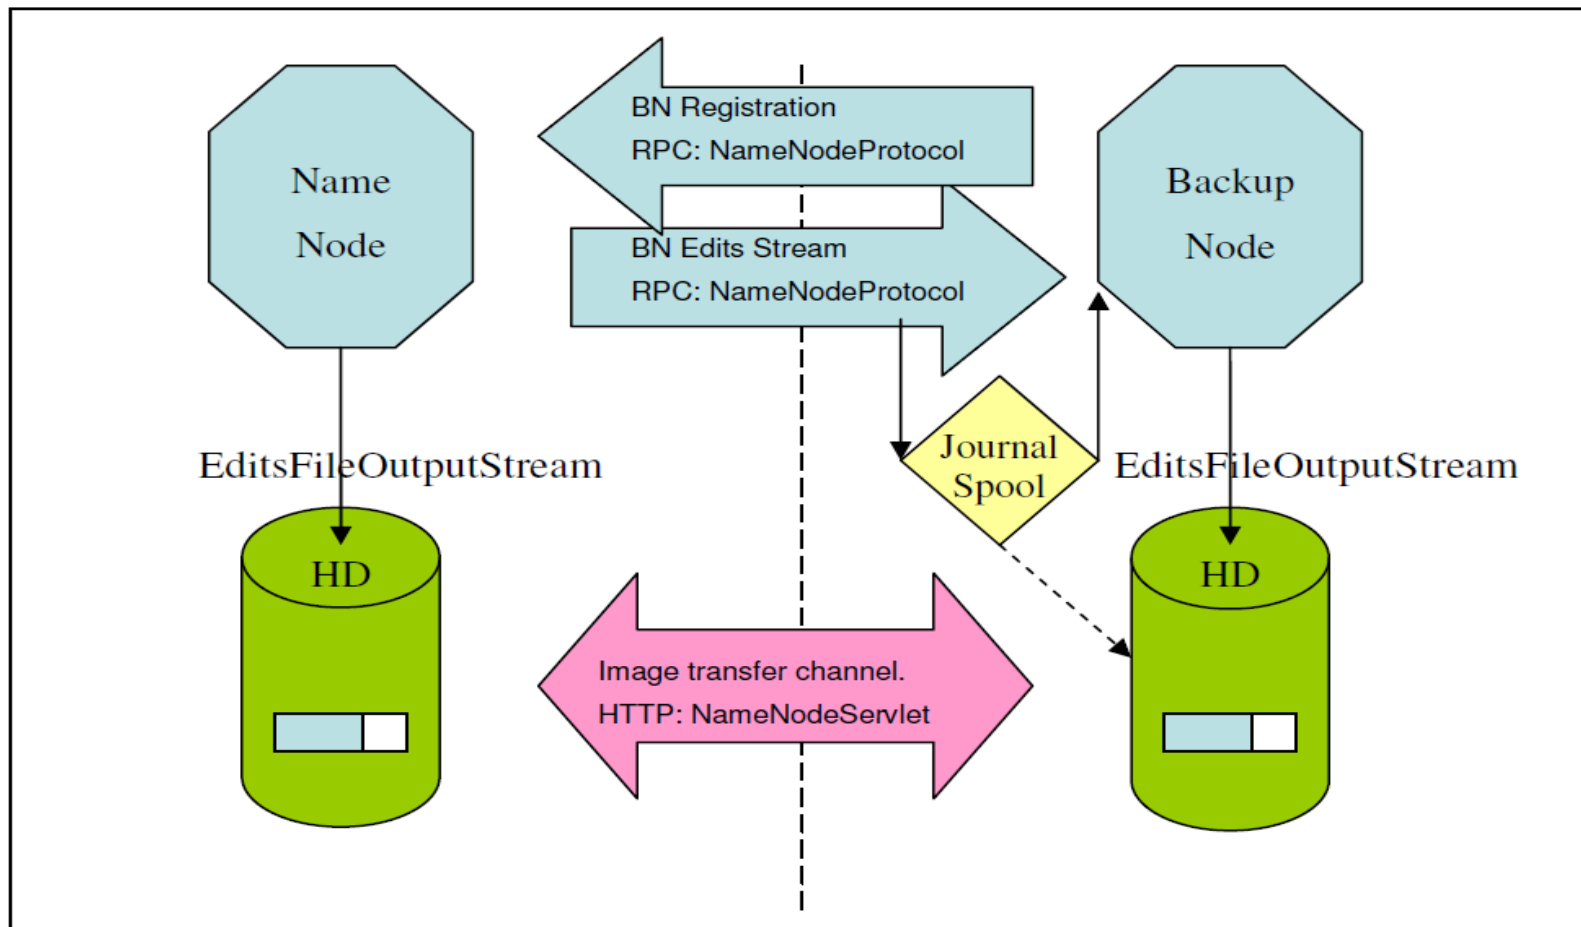 BN Registration
RPC: NameNodeProtocol
Name
Node
Backup
Node
BN Edits Stream
RPC: NameNodeProtocol
EditsFileOutputStream
Journal
Spool
EditsFileOutputStream
HD
HD
Image transfer channel.
HTTP: NameNodeServlet